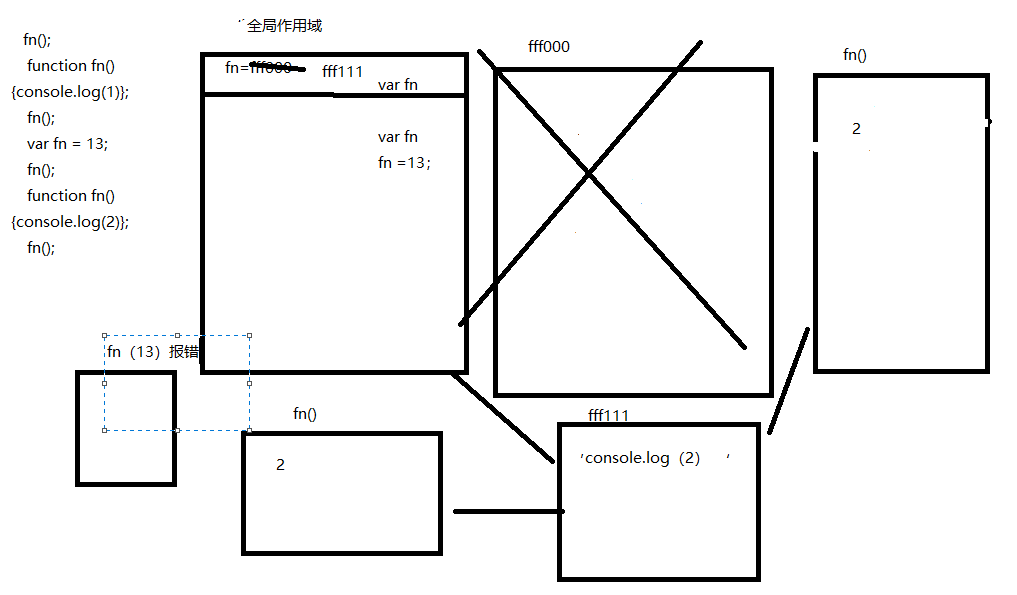 fn();
function fn()
{console.log(1)};
fn();
var fn = 13;
fn();
function fn()
{console.log(2)};
fn();
全局作用域
fn=fff000 fff111
var fn
var fn
fn =13;
fff000
fn()
2
fn（13）报错
fn()
2
fff111
'console.log（2） '